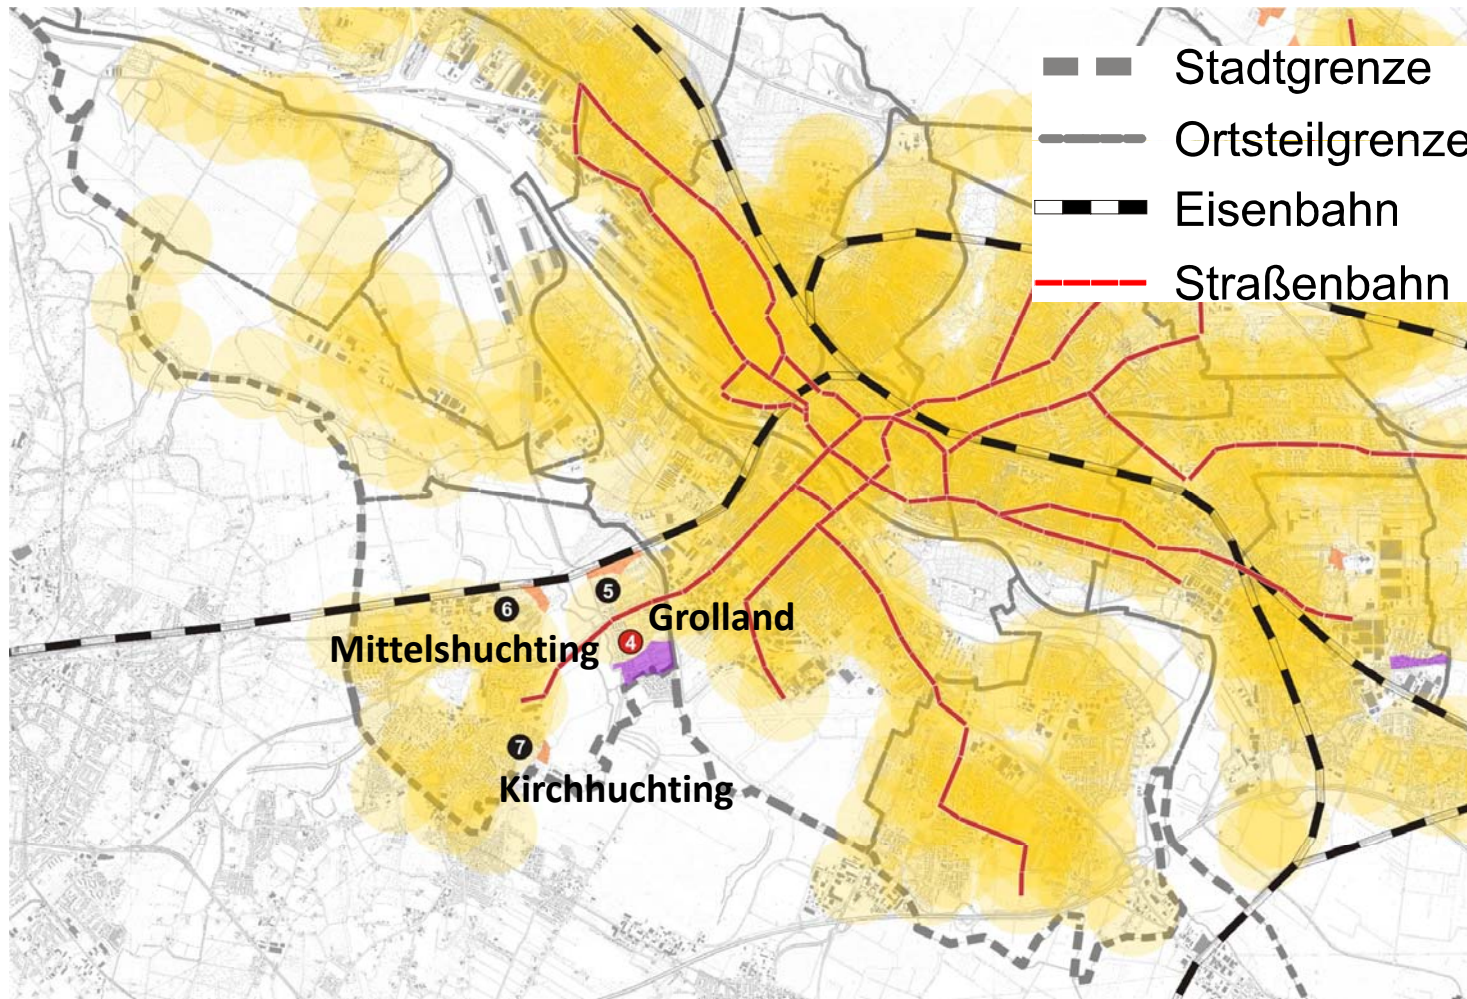 Stadtgrenze
Ortsteilgrenze
Eisenbahn
Straßenbahn
5
6
Grolland
4
Mittelshuchting
7
Kirchhuchting